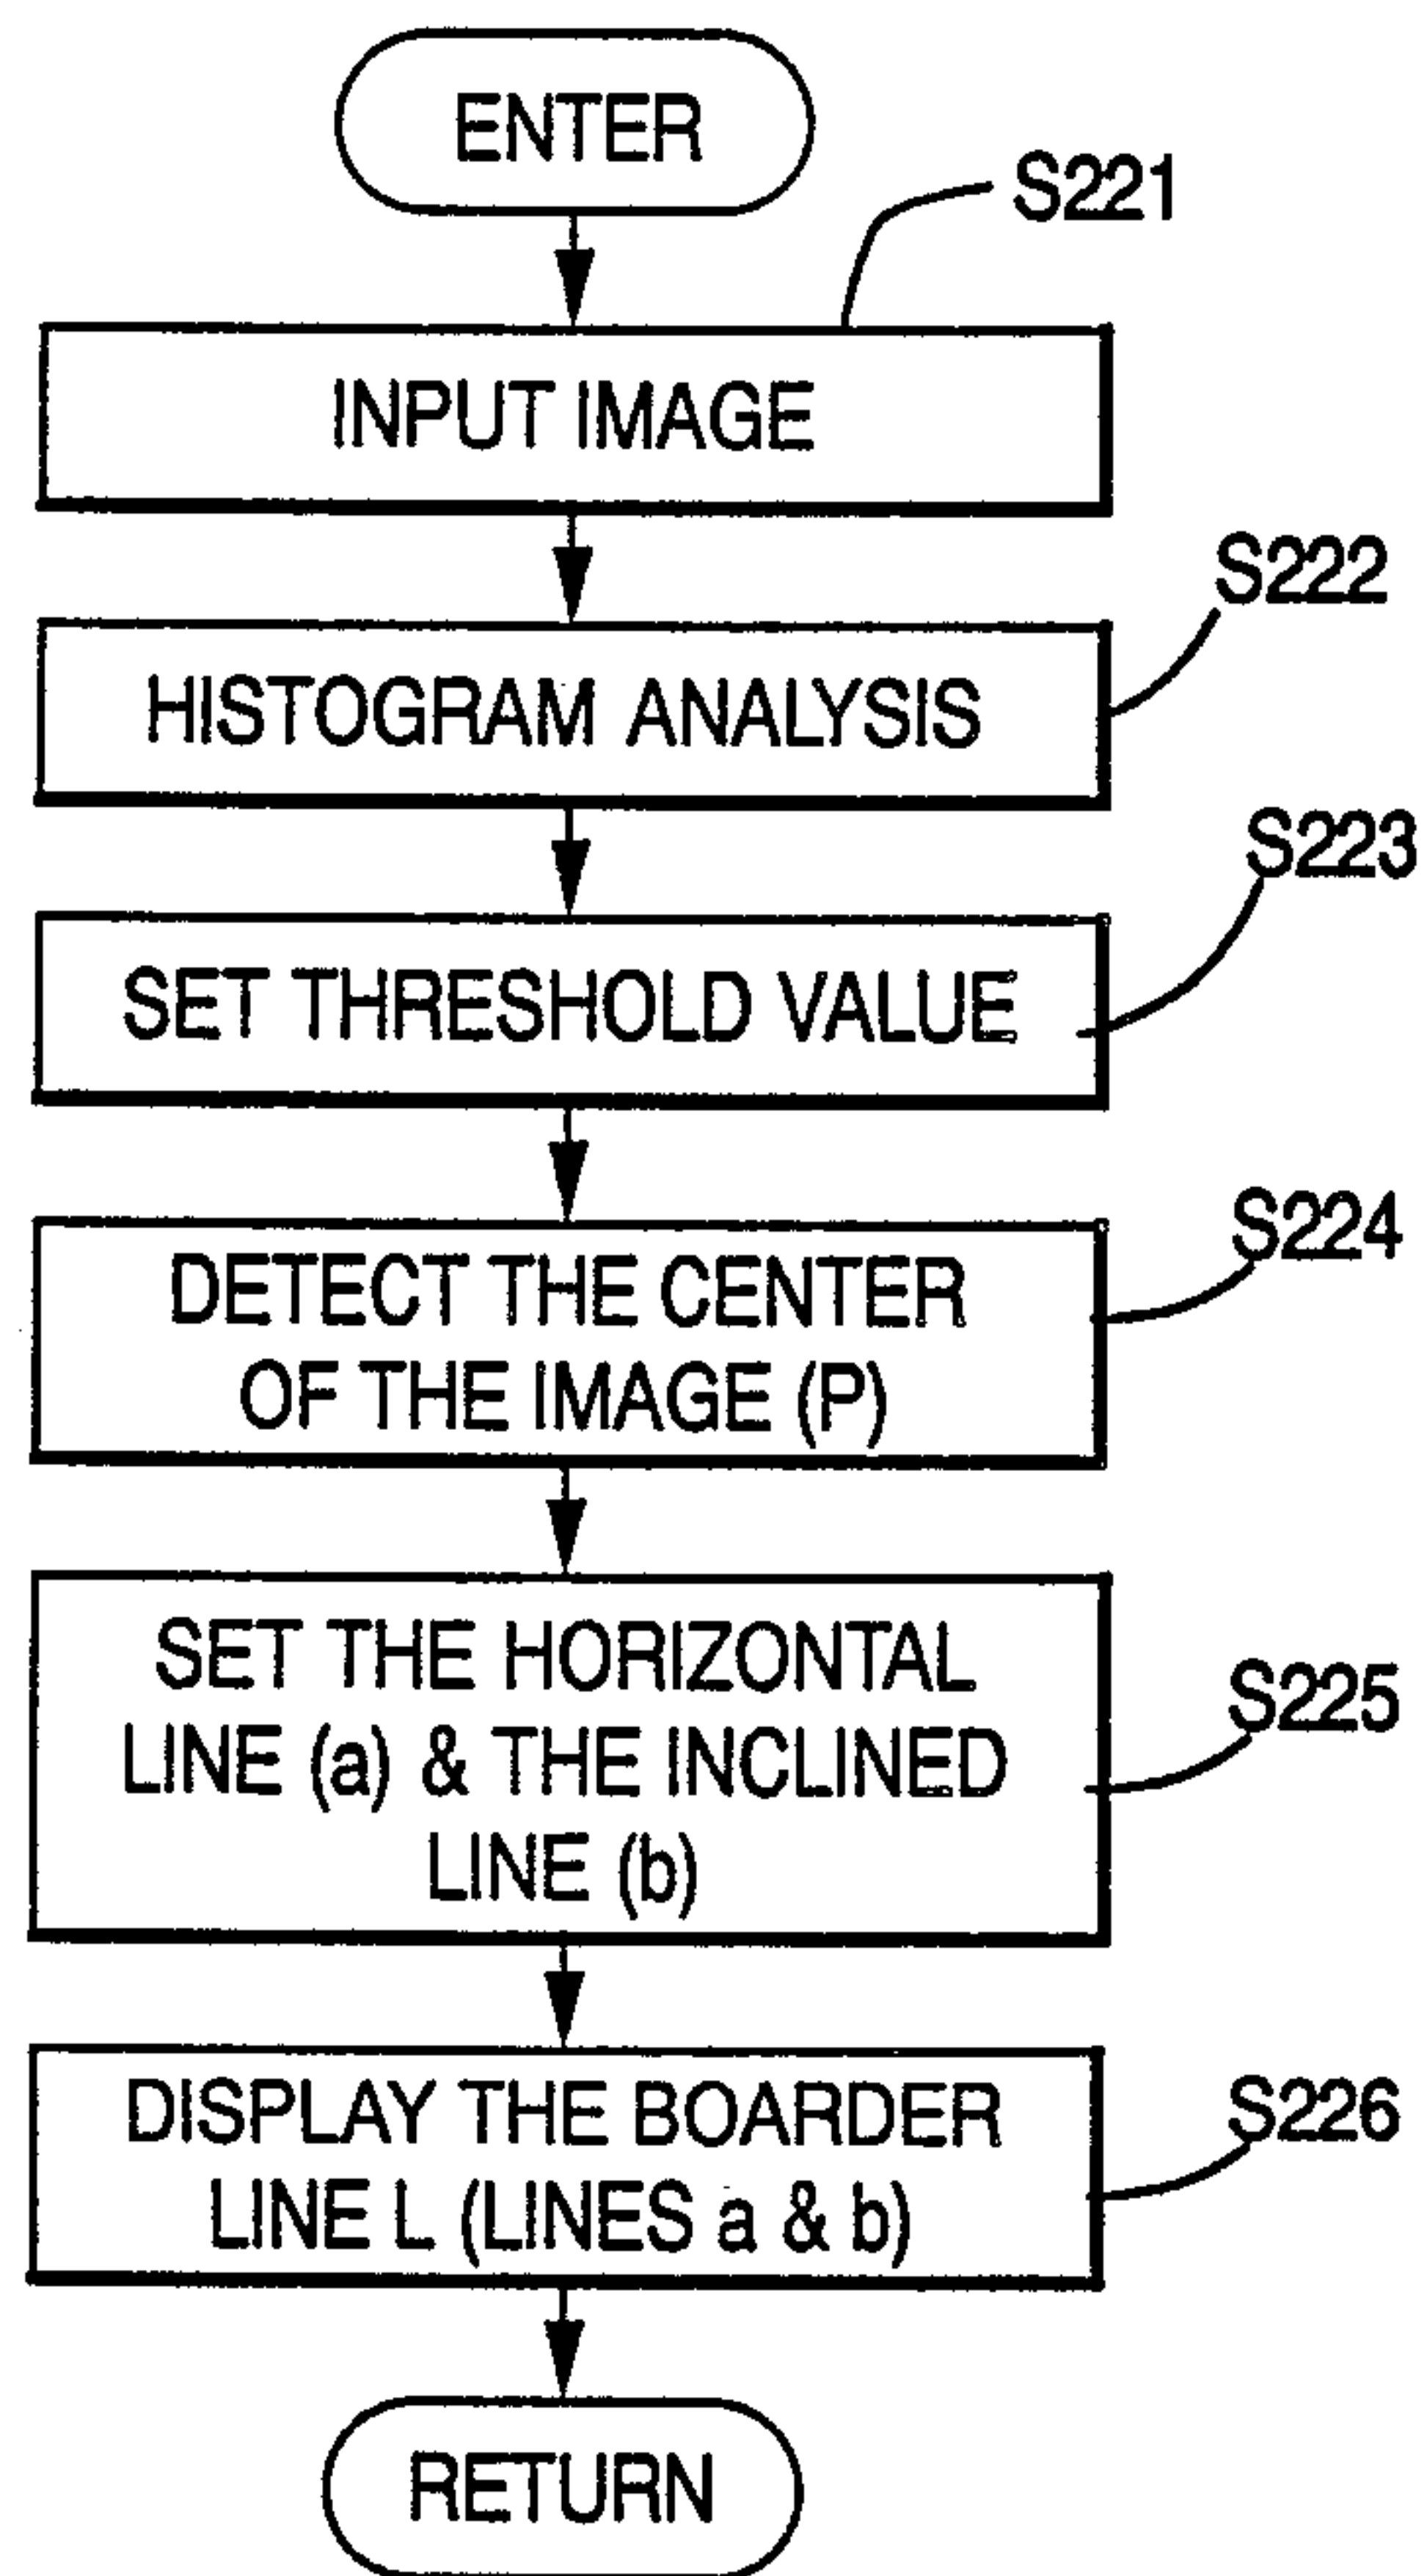 ENTER
S221
INPUT IMAGE
S222
HISTOGRAM ANALYSIS
S223
SET THRESHOLD VALUE
S224
DETECT THE CENTER
OF THE IMAGE (P)
S225
SET THE HORIZONTAL
LINE (a) & THE INCLINED
LINE (b)
S226
DISPLAY THE BOARDER
LINE L (LINES a & b)
RETURN